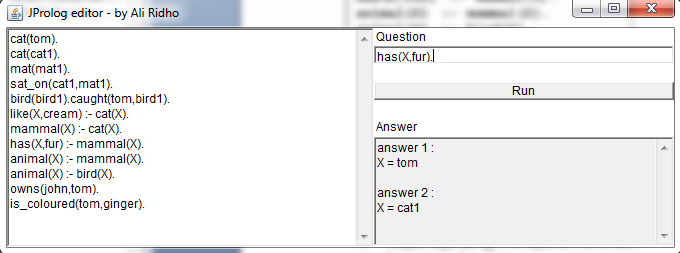 JProlog editor - by Ali Ridho
cat(tom).
cat(cat1).
mat(mat1).
sat_on(cat1,mat1).
bird(bird1).caught(tom,bird1).
like(X,cream) :- cat(X).
mammal(X) :- cat(X).
has(X,fur) :- mammal(X).
animal(X) :- mammal(X).
animal(X) :- bird(X).
owns(john,tom).
is_coloured(tom,ginger).
Question
has(X,fur).
Run
Answer
answer 1 :
X = tom
answer 2 :
X = cat1